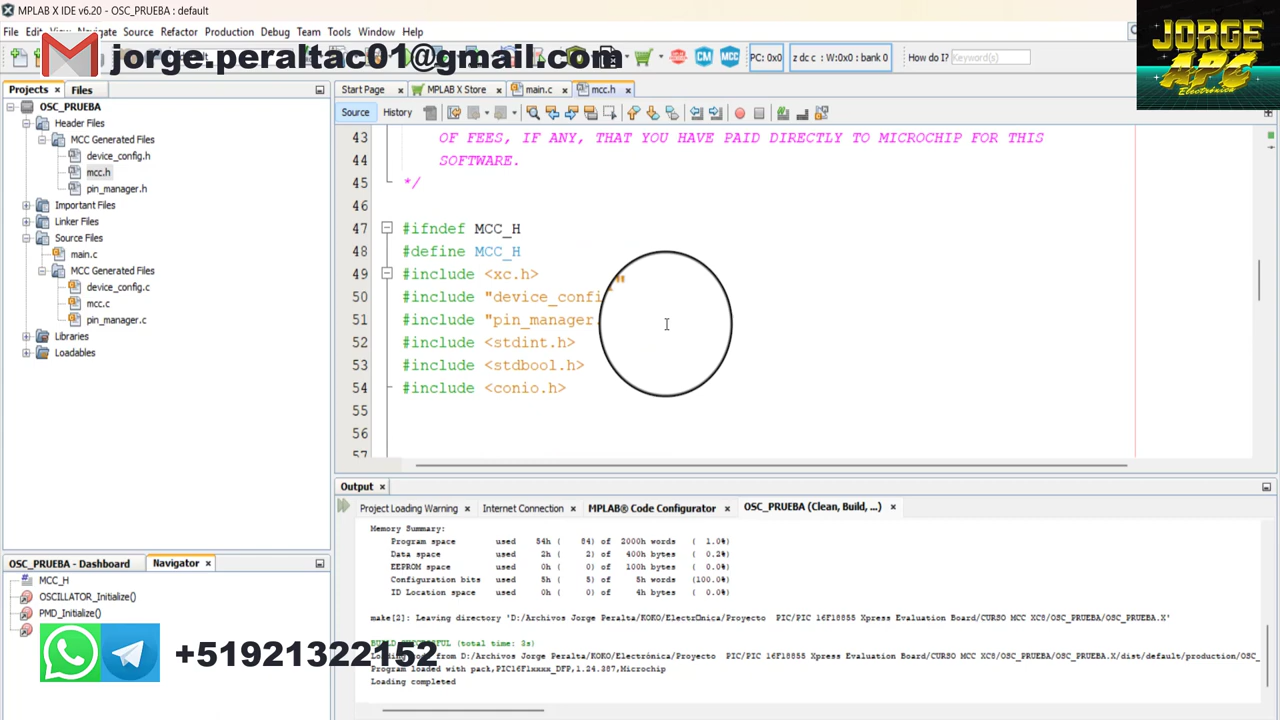 MPLAB X IDE v6.20 - OSC_PRUEBA : default
File Edit View Navigate Source Refactor Production Debug Team Tools Window Help
jorge.peraltac01@gmail.com
PC: 0x0
z dc c : W:0x0 : bank 0
How do I? Keyword(s)
JORGE
APC
Electrónica
Projects Files
Start Page MPLAB X Store main.c mcc.h
Source History
OSC_PRUEBA
Header Files
MCC Generated Files
device_config.h
mcc.h
pin_manager.h
Important Files
Linker Files
Source Files
main.c
MCC Generated Files
device_config.c
mcc.c
pin_manager.c
Libraries
Loadables
43 OF FEES, IF ANY, THAT YOU HAVE PAID DIRECTLY TO MICROCHIP FOR THIS
44 SOFTWARE.
45 */
46
47 #ifndef MCC_H
48 #define MCC_H
49 #include <xc.h>
50 #include "device_confi
51 #include "pin_manager.
52 #include <stdint.h>
53 #include <stdbool.h>
54 #include <conio.h>
55
56
57
Output
Project Loading Warning Internet Connection MPLAB® Code Configurator OSC_PRUEBA (Clean, Build, ...)
Memory Summary:
Program space used 54h ( 84) of 2000h words ( 1.0%)
Data space used 2h ( 2) of 400h bytes ( 0.2%)
EEPROM space used 0h ( 0) of 100h bytes ( 0.0%)
Configuration bits used 5h ( 5) of 5h words (100.0%)
ID Location space used 0h ( 0) of 4h bytes ( 0.0%)
make[2]: Leaving directory 'D:/Archivos Jorge Peralta/KOKO/Electrónica/Proyecto PIC/PIC 16F18855 Xpress Evaluation Board/CURSO MCC XC8/OSC_PRUEBA/OSC_PRUEBA.X'
BUILD SUCCESSFUL (total time: 3s)
Loading code from D:/Archivos Jorge Peralta/KOKO/Electrónica/Proyecto PIC/PIC 16F18855 Xpress Evaluation Board/CURSO MCC XC8/OSC_PRUEBA/OSC_PRUEBA.X/dist/default/production/OSC_
Program loaded with pack,PIC16F1xxxx_DFP,1.24.387,Microchip
Loading completed
OSC_PRUEBA - Dashboard Navigator
MCC_H
OSCILLATOR_Initialize()
PMD_Initialize()
+51921322152